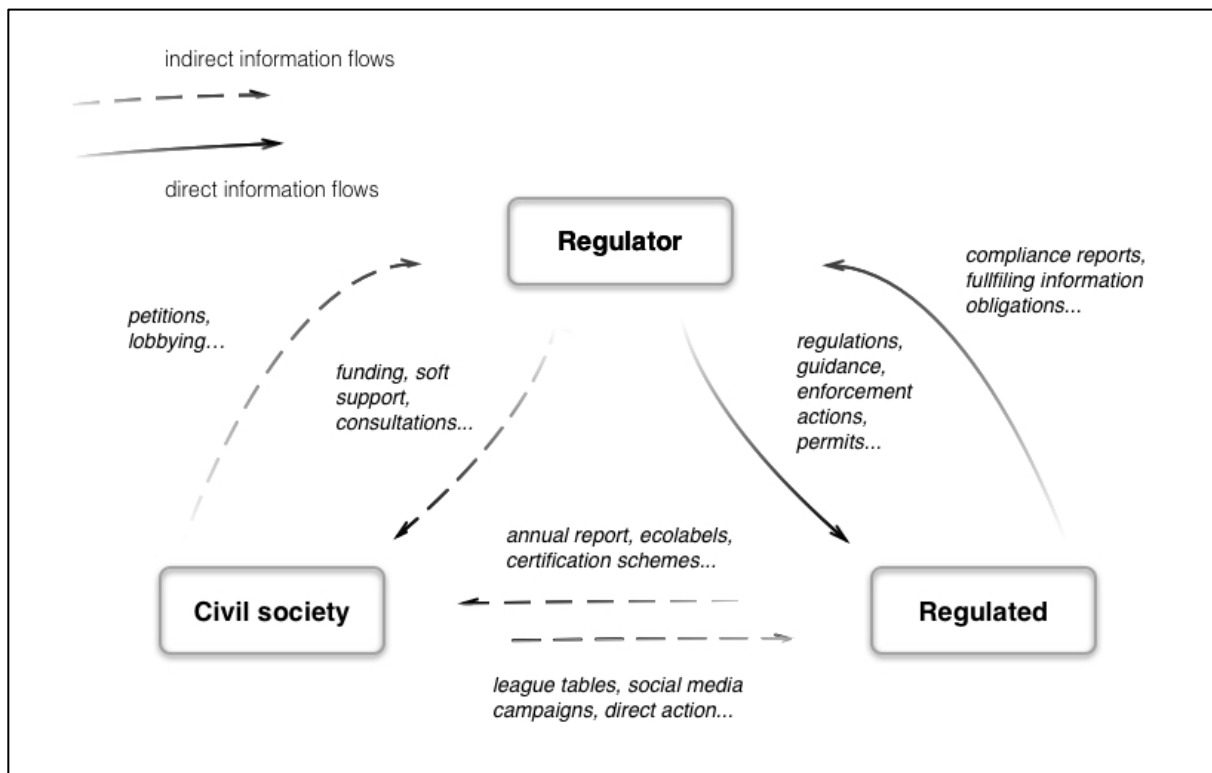 indirect information flows
direct information flows
Regulator
compliance reports,
fullfiling information
obligations...
petitions,
lobbying...
regulations,
guidance,
enforcement
actions,
permits...
funding, soft
support,
consultations...
annual report, ecolabels,
certification schemes...
Civil society
Regulated
league tables, social media
campaigns, direct action...